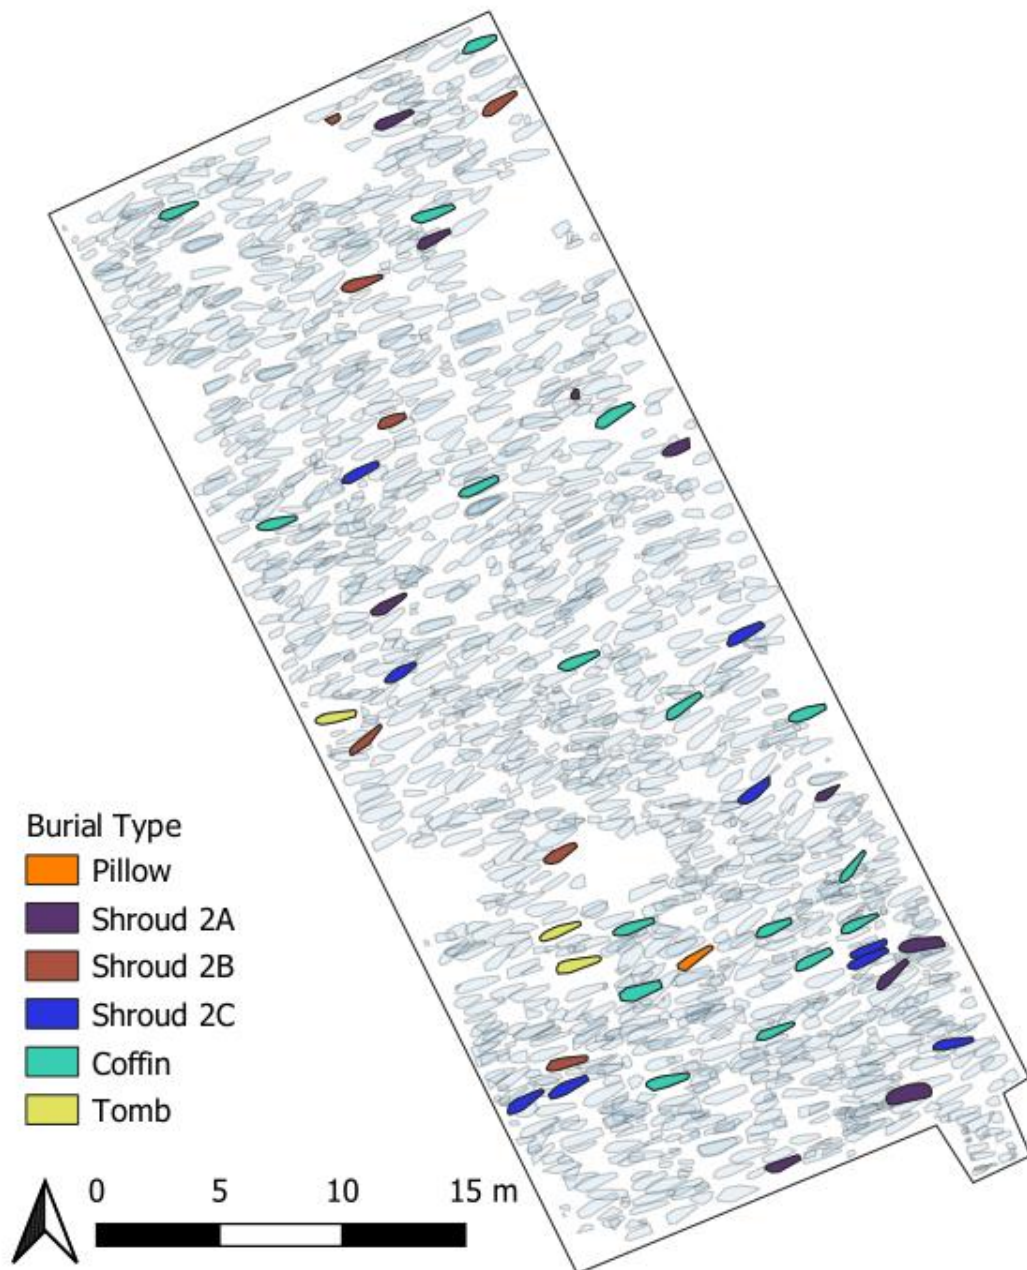 Burial Type
Pillow
Shroud 2A
Shroud 2B
Shroud 2C
Coffin
Tomb
0 5 10 15 m